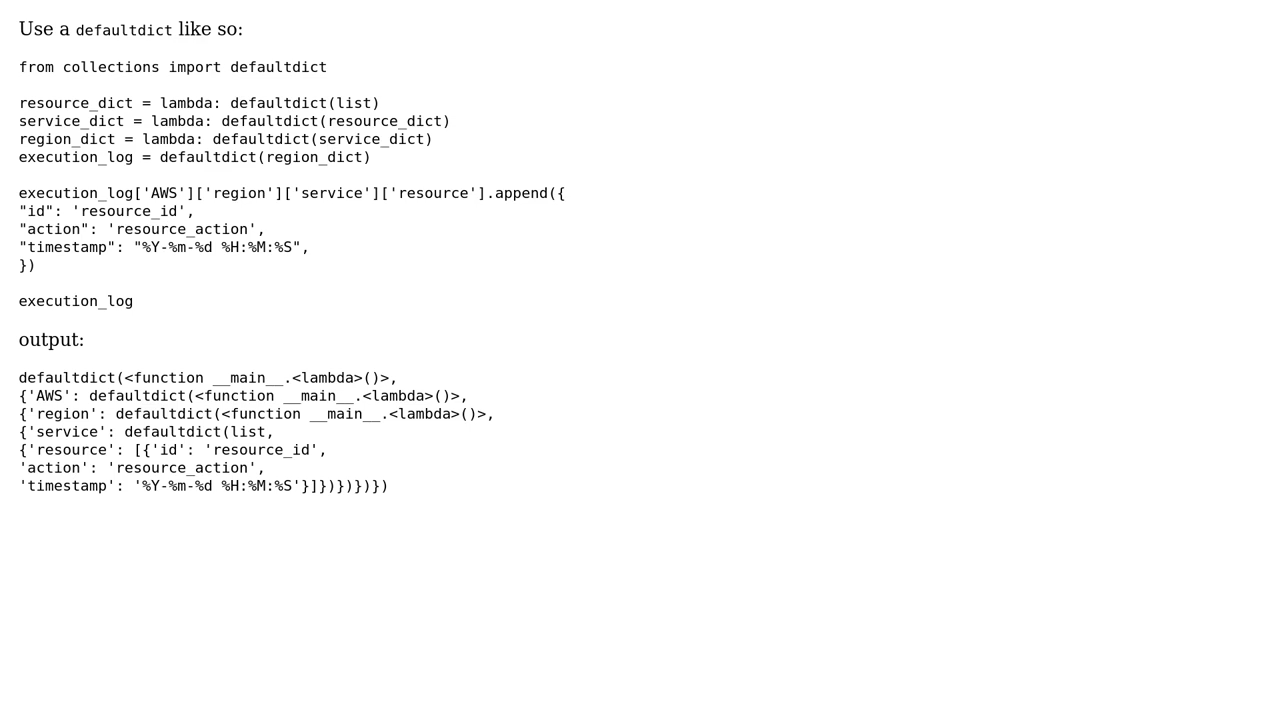 Use a defaultdict like so:
from collections import defaultdict
resource_dict = lambda: defaultdict(list)
service_dict = lambda: defaultdict(resource_dict)
region_dict = lambda: defaultdict(service_dict)
execution_log = defaultdict(region_dict)
execution_log['AWS']['region']['service']['resource'].append({
"id": 'resource_id',
"action": 'resource_action',
"timestamp": "%Y-%m-%d %H:%M:%S",
})
execution_log
output:
defaultdict(<function __main__.<lambda>()>,
{'AWS': defaultdict(<function __main__.<lambda>()>,
{'region': defaultdict(<function __main__.<lambda>()>,
{'service': defaultdict(list,
{'resource': [{'id': 'resource_id',
'action': 'resource_action',
'timestamp': '%Y-%m-%d %H:%M:%S'}]})})})})